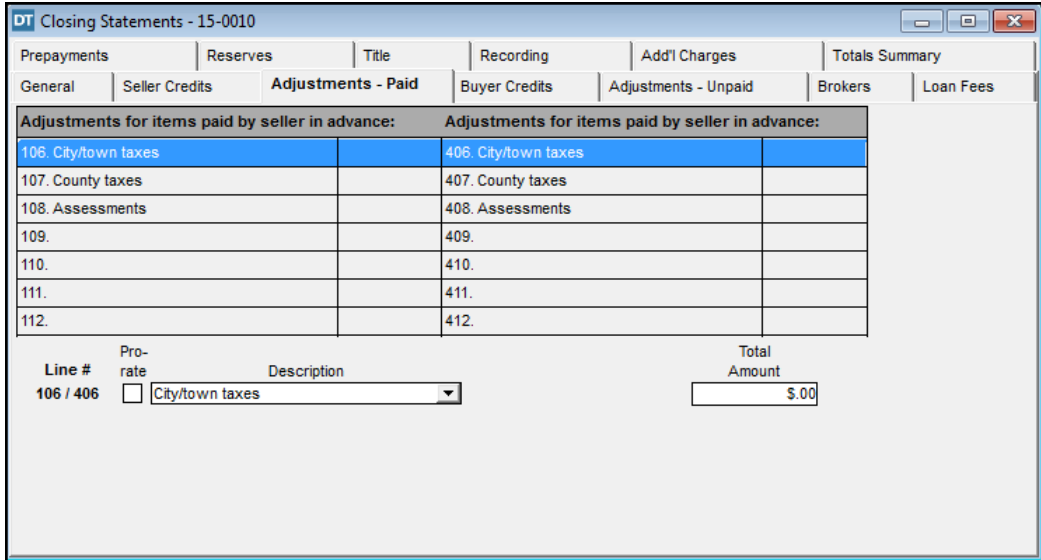 DT Closing Statements - 15-0010
Prepayments Reserves Title Recording Add'l Charges Totals Summary
General Seller Credits Adjustments - Paid Buyer Credits Adjustments - Unpaid Brokers Loan Fees
Adjustments for items paid by seller in advance: Adjustments for items paid by seller in advance:
106. City/town taxes 406. City/town taxes
107. County taxes 407. County taxes
108. Assessments 408. Assessments
109. 409.
110. 410.
111. 411.
112. 412.
Pro- Total
Line # rate Description Amount
106 / 406 City/town taxes $.00